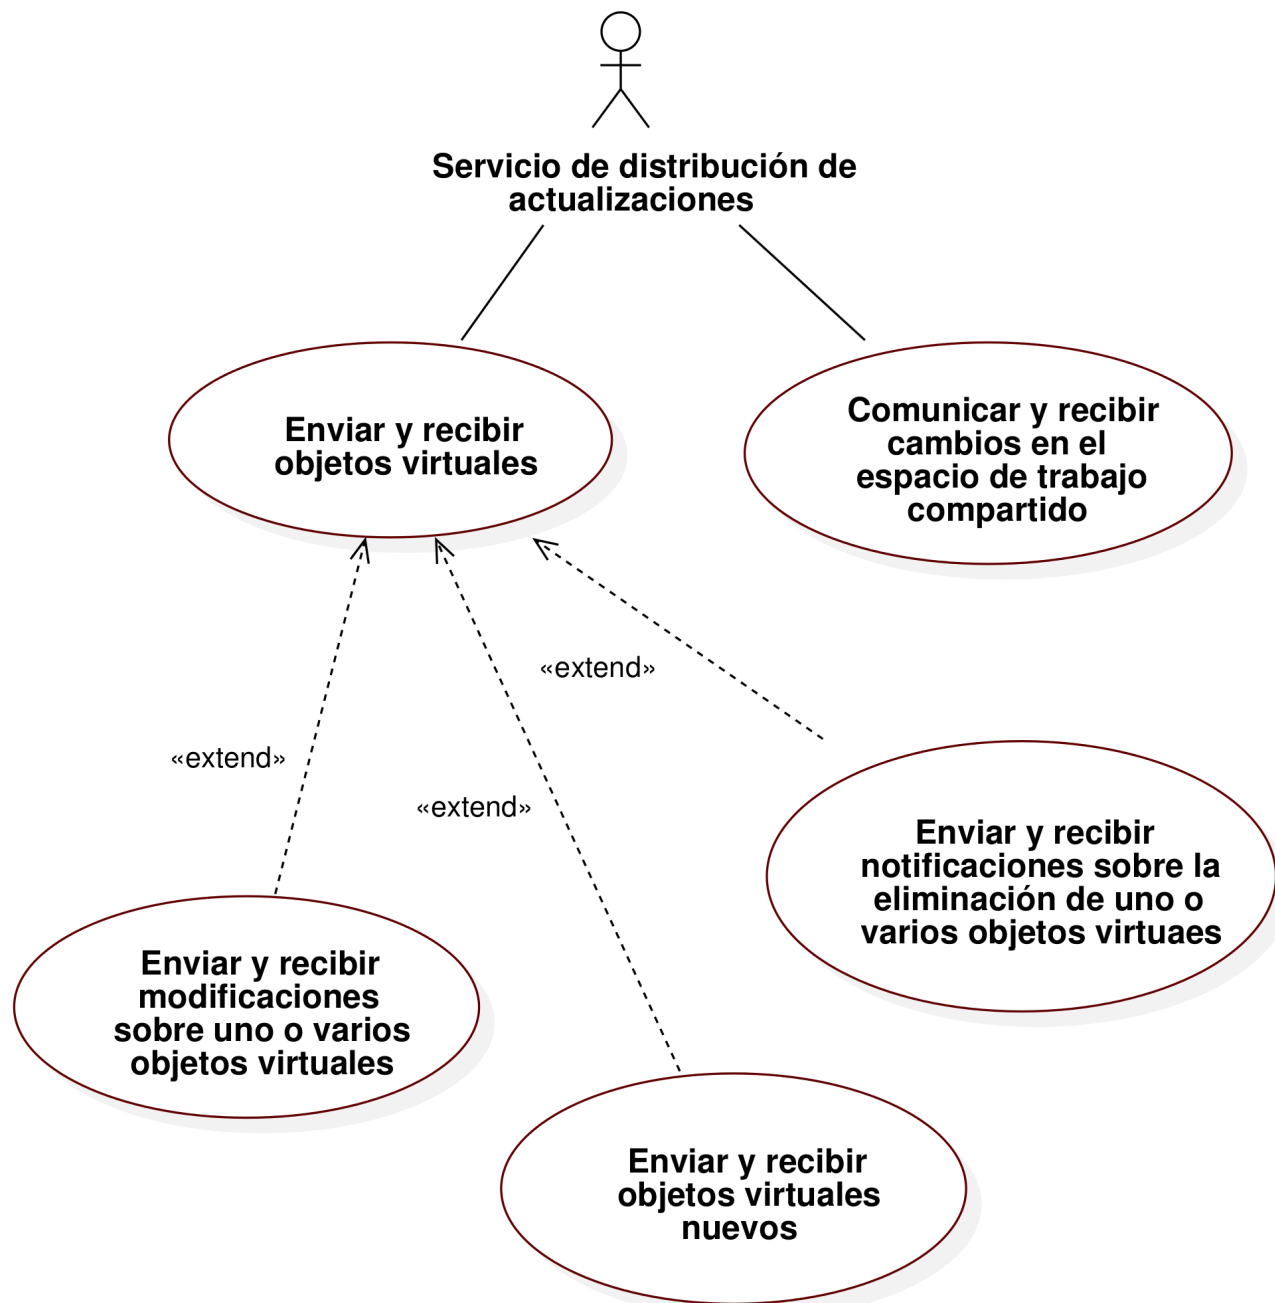 Servicio de distribución de
actualizaciones
Enviar y recibir
objetos virtuales
Comunicar y recibir
cambios en el
espacio de trabajo
compartido
«extend»
«extend»
«extend»
Enviar y recibir
notificaciones sobre la
eliminación de uno o
varios objetos virtuaes
Enviar y recibir
modificaciones
sobre uno o varios
objetos virtuales
Enviar y recibir
objetos virtuales
nuevos